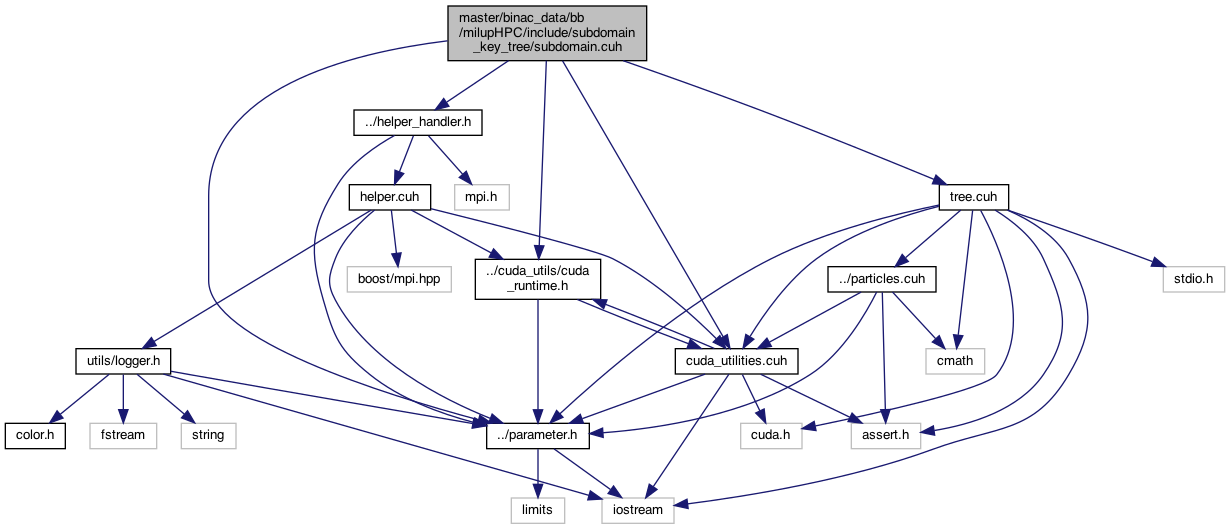 master/binac_data/bb
/milupHPC/include/subdomain
_key_tree/subdomain.cuh
../helper_handler.h
helper.cuh
mpi.h
tree.cuh
boost/mpi.hpp
../cuda_utils/cuda
_runtime.h
../particles.cuh
stdio.h
utils/logger.h
cuda_utilities.cuh
cmath
color.h
fstream
string
../parameter.h
cuda.h
assert.h
limits
iostream